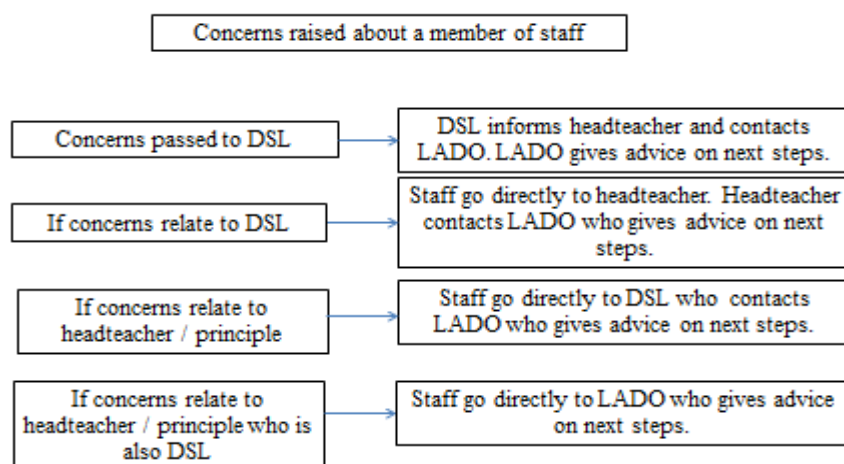 Concerns raised about a member of staff
Concerns passed to DSL
DSL informs headteacher and contacts
LADO. LADO gives advice on next steps.
If concerns relate to DSL
Staff go directly to headteacher. Headteacher
contacts LADO who gives advice on next
steps.
If concerns relate to
headteacher / principle
Staff go directly to DSL who contacts
LADO who gives advice on next steps.
If concerns relate to
headteacher / principle who is
also DSL
Staff go directly to LADO who gives advice
on next steps.